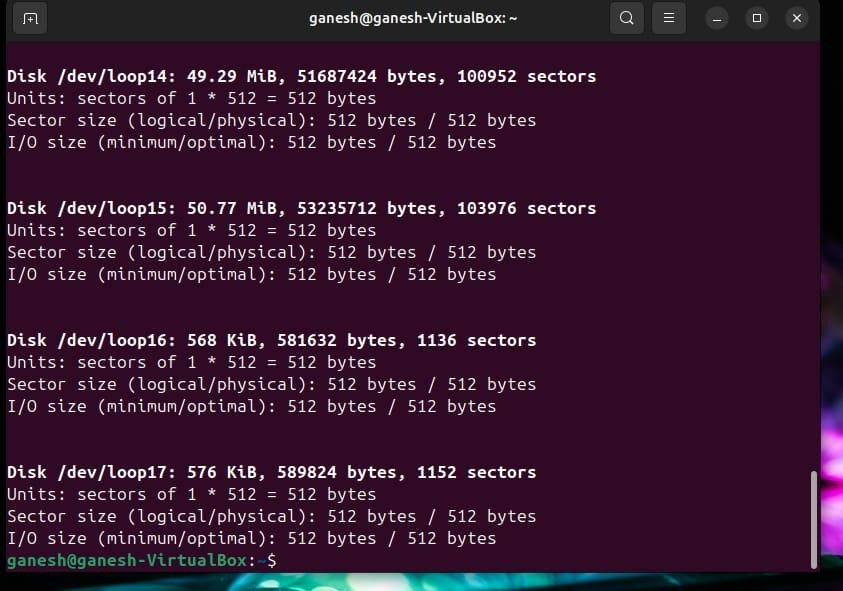 ganesh@ganesh-VirtualBox: ~
Disk /dev/loop14: 49.29 MiB, 51687424 bytes, 100952 sectors
Units: sectors of 1 * 512 = 512 bytes
Sector size (logical/physical): 512 bytes / 512 bytes
I/O size (minimum/optimal): 512 bytes / 512 bytes
Disk /dev/loop15: 50.77 MiB, 53235712 bytes, 103976 sectors
Units: sectors of 1 * 512 = 512 bytes
Sector size (logical/physical): 512 bytes / 512 bytes
I/O size (minimum/optimal): 512 bytes / 512 bytes
Disk /dev/loop16: 568 KiB, 581632 bytes, 1136 sectors
Units: sectors of 1 * 512 = 512 bytes
Sector size (logical/physical): 512 bytes / 512 bytes
I/O size (minimum/optimal): 512 bytes / 512 bytes
Disk /dev/loop17: 576 KiB, 589824 bytes, 1152 sectors
Units: sectors of 1 * 512 = 512 bytes
Sector size (logical/physical): 512 bytes / 512 bytes
I/O size (minimum/optimal): 512 bytes / 512 bytes
ganesh@ganesh-VirtualBox:~$